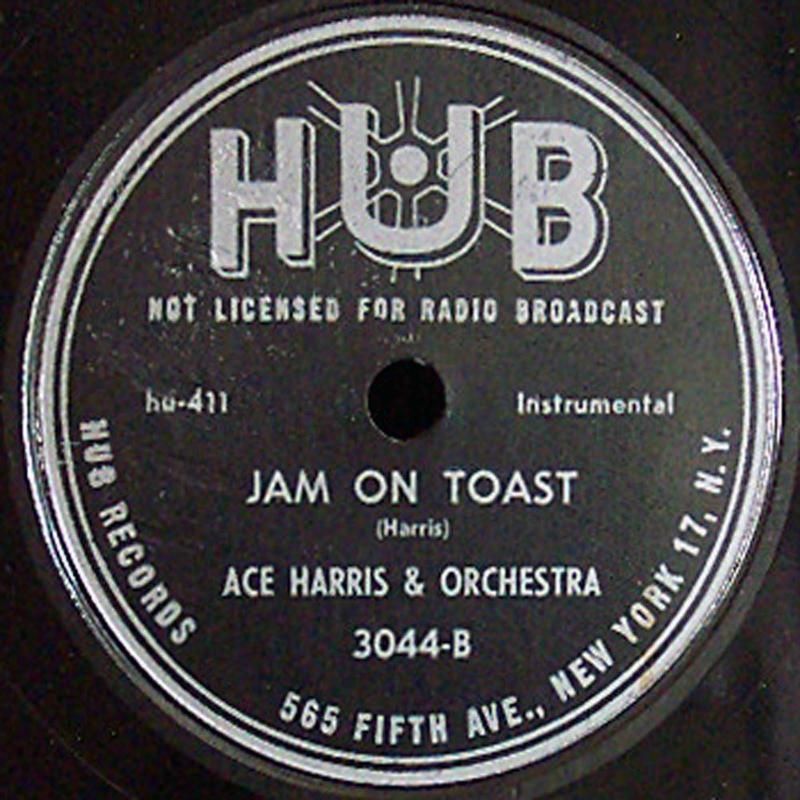 HUB
NOT LICENSED FOR RADIO BROADCAST
hu-411
Instrumental
JAM ON TOAST
(Harris)
ACE HARRIS & ORCHESTRA
3044-B
HUB RECORDS
565 FIFTH AVE., NEW YORK 17, N.Y.